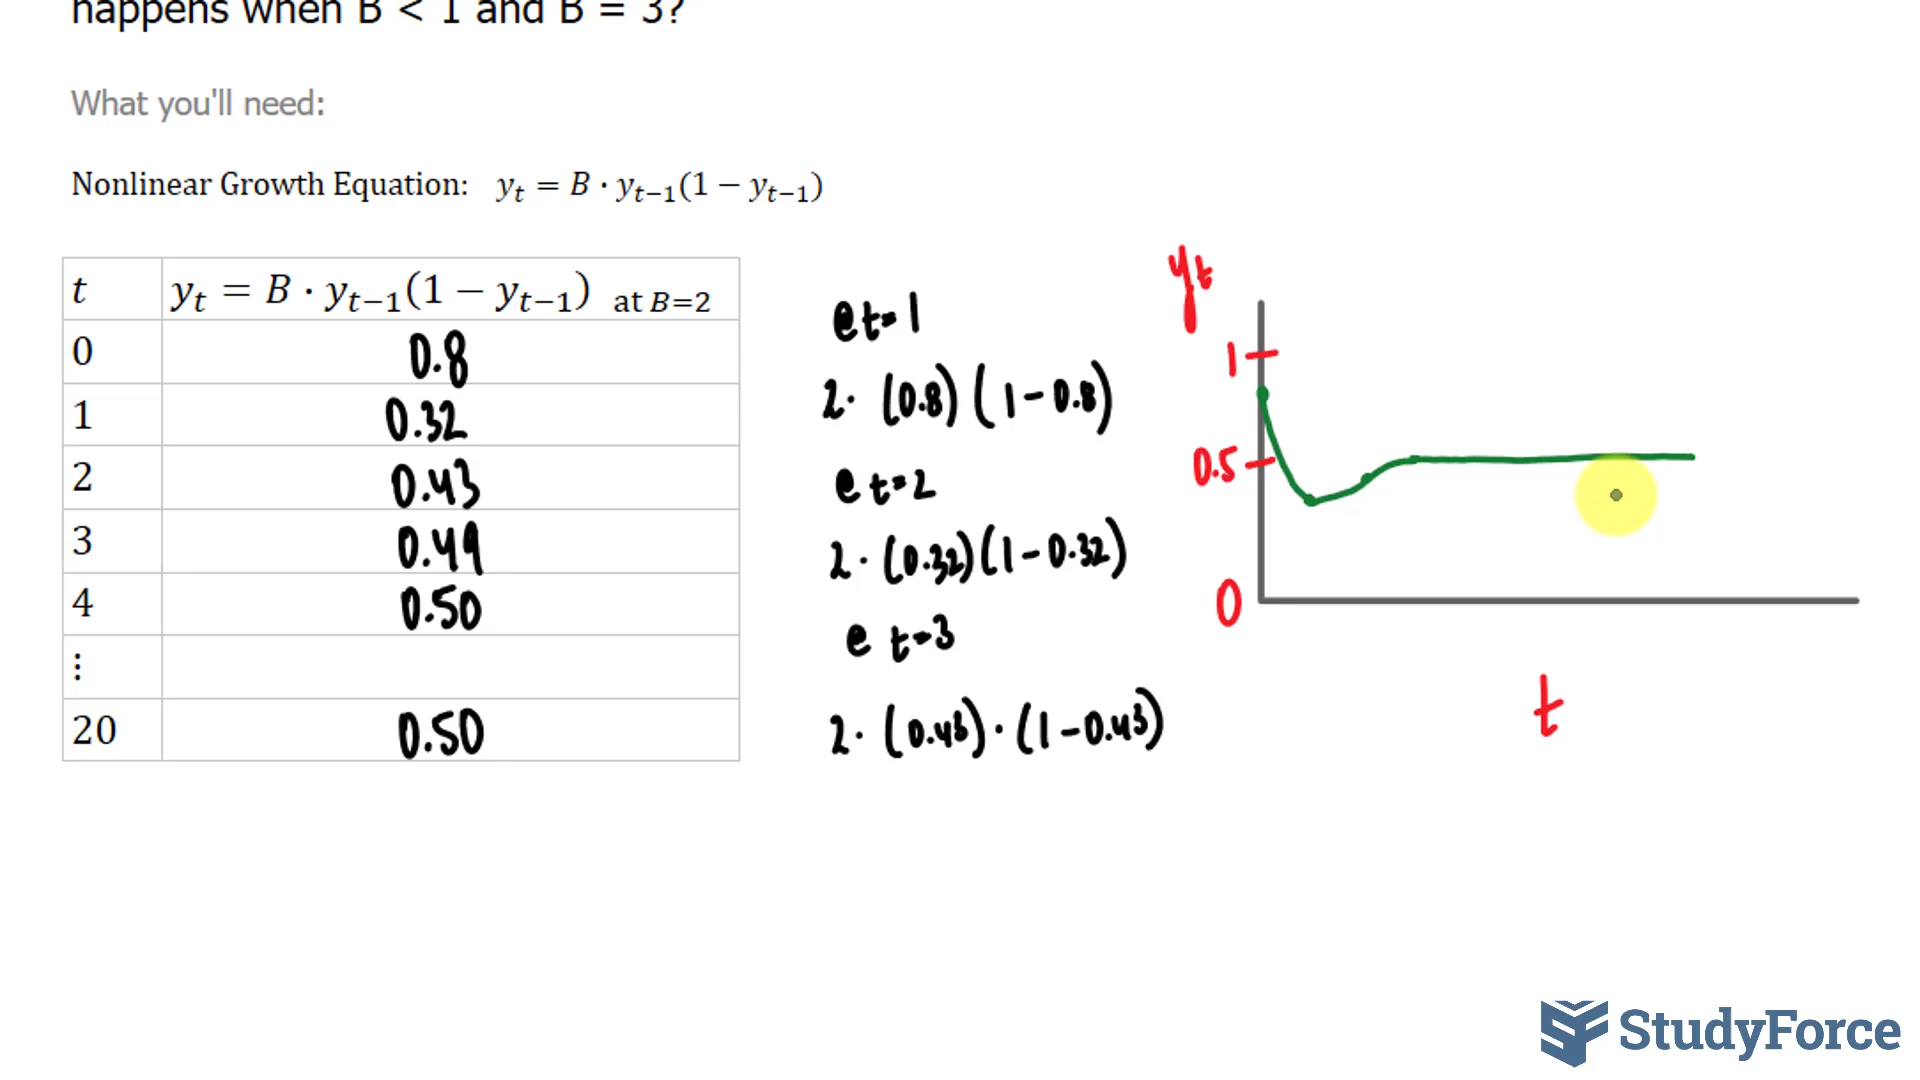 happens when B < 1 and B = 3?
What you'll need:
Nonlinear Growth Equation: yₜ = B · yₜ₋₁(1 − yₜ₋₁)
t yₜ = B · yₜ₋₁(1 − yₜ₋₁) at B=2
0 0.8
1 0.32
2 0.43
3 0.49
4 0.50
⋮
20 0.50
@ t=1
2· (0.8)(1-0.8)
@ t=2
2·(0.32)(1-0.32)
@ t=3
2·(0.43)·(1-0.43)
yt
1
0.5
0
t
StudyForce